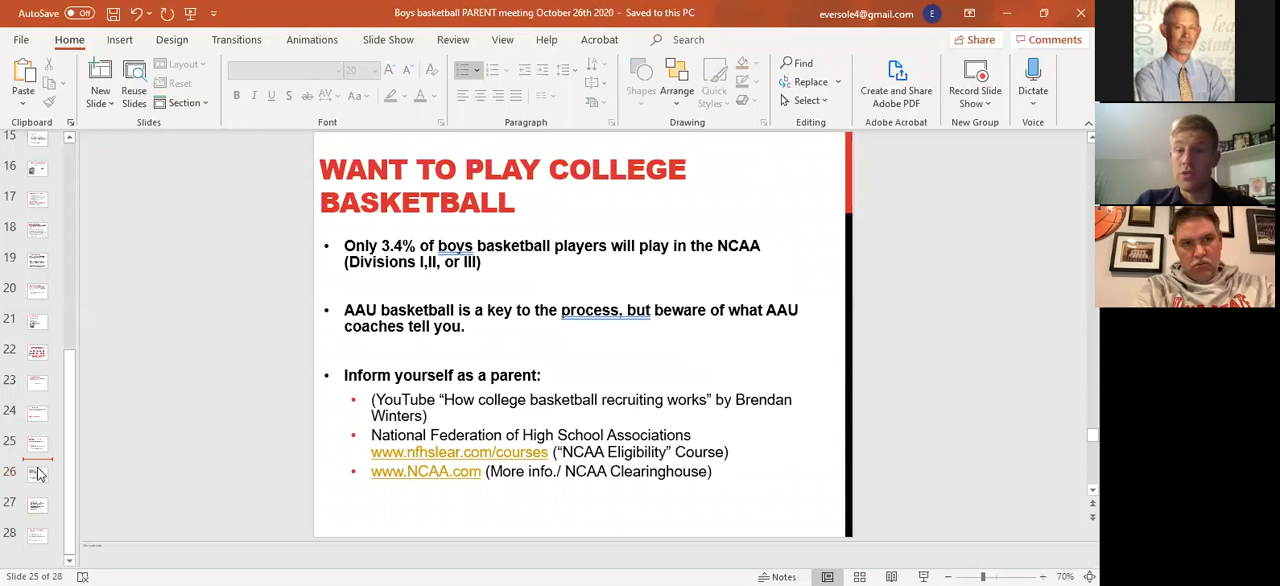 AutoSave Off Boys basketball PARENT meeting October 26th 2020 - Saved to this PC eversole4@gmail.com E
File Home Insert Design Transitions Animations Slide Show Review View Help Acrobat Search Share Comments
Paste New Slide Reuse Slides Layout Reset Section 20 B I U S ab AV Aa A Shapes Arrange Quick Styles Find Replace Select Create and Share Adobe PDF Record Slide Show Dictate
Clipboard Slides Font Paragraph Drawing Editing Adobe Acrobat New Group Voice
15
16
17
18
19
20
21
22
23
24
25
26
27
28
WANT TO PLAY COLLEGE
BASKETBALL
• Only 3.4% of boys basketball players will play in the NCAA
(Divisions I,II, or III)
• AAU basketball is a key to the process, but beware of what AAU
coaches tell you.
• Inform yourself as a parent:
• (YouTube “How college basketball recruiting works” by Brendan
Winters)
• National Federation of High School Associations
www.nfhslear.com/courses (“NCAA Eligibility” Course)
• www.NCAA.com (More info./ NCAA Clearinghouse)
Slide 25 of 28 Notes 70%